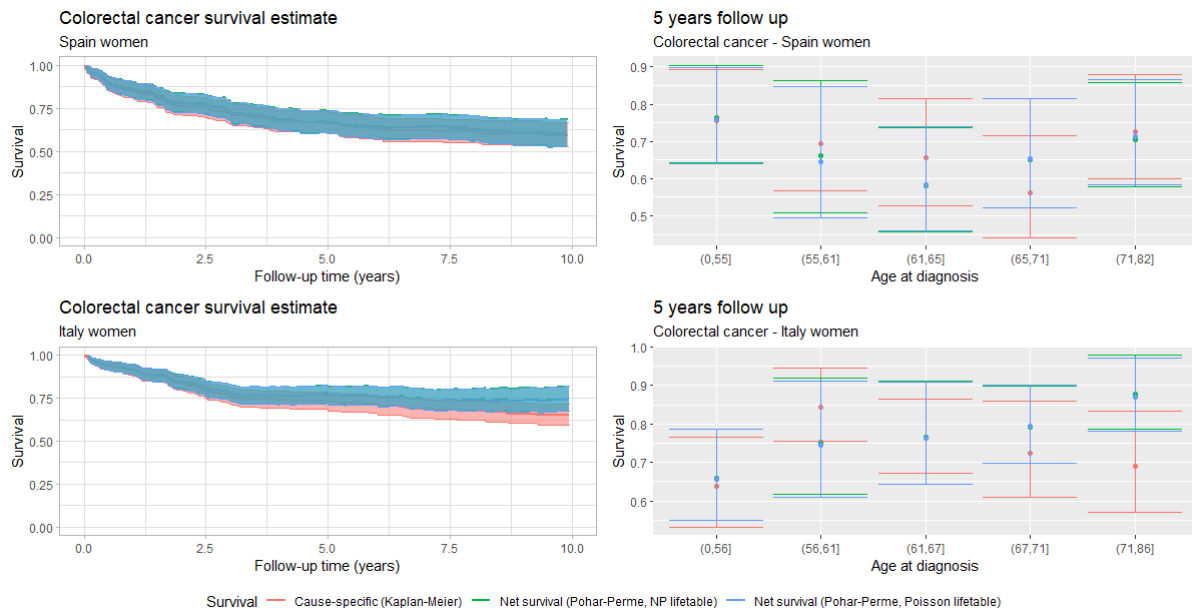 Colorectal cancer survival estimate
Spain women
1.00
0.75
0.50
0.25
0.00
Survival
0.0 2.5 5.0 7.5 10.0
Follow-up time (years)
5 years follow up
Colorectal cancer - Spain women
0.9
0.8
0.7
0.6
0.5
Survival
(0,55] (55,61] (61,65] (65,71] (71,82]
Age at diagnosis
Colorectal cancer survival estimate
Italy women
1.00
0.75
0.50
0.25
0.00
Survival
0.0 2.5 5.0 7.5 10.0
Follow-up time (years)
5 years follow up
Colorectal cancer - Italy women
1.0
0.9
0.8
0.7
0.6
Survival
(0,56] (56,61] (61,67] (67,71] (71,86]
Age at diagnosis
Survival Cause-specific (Kaplan-Meier) Net survival (Pohar-Perme, NP lifetable) Net survival (Pohar-Perme, Poisson lifetable)